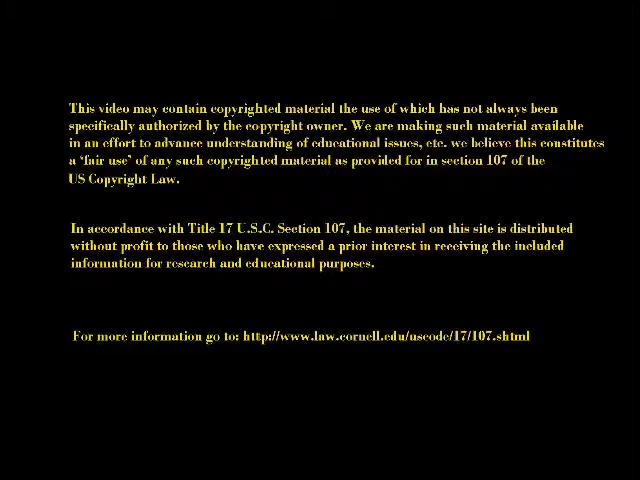 This video may contain copyrighted material the use of which has not always been
specifically authorized by the copyright owner. We are making such material available
in an effort to advance understanding of educational issues, etc. we believe this constitutes
a ‘fair use’ of any such copyrighted material as provided for in section 107 of the
US Copyright Law.
In accordance with Title 17 U.S.C. Section 107, the material on this site is distributed
without profit to those who have expressed a prior interest in receiving the included
information for research and educational purposes.
For more information go to: http://www.law.cornell.edu/uscode/17/107.shtml